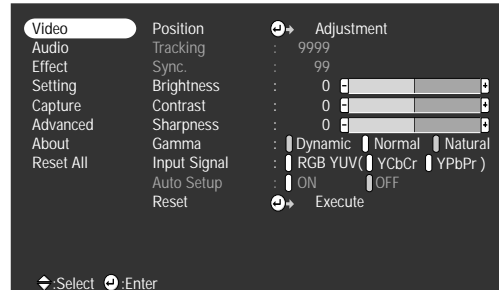 Video Position Adjustment
Audio Tracking : 9999
Effect Sync. : 99
Setting Brightness : 0 - +
Capture Contrast : 0 - +
Advanced Sharpness : 0 - +
About Gamma : Dynamic Normal Natural
Reset All Input Signal : RGB YUV( YCbCr YPbPr )
Auto Setup : ON OFF
Reset Execute
:Select :Enter